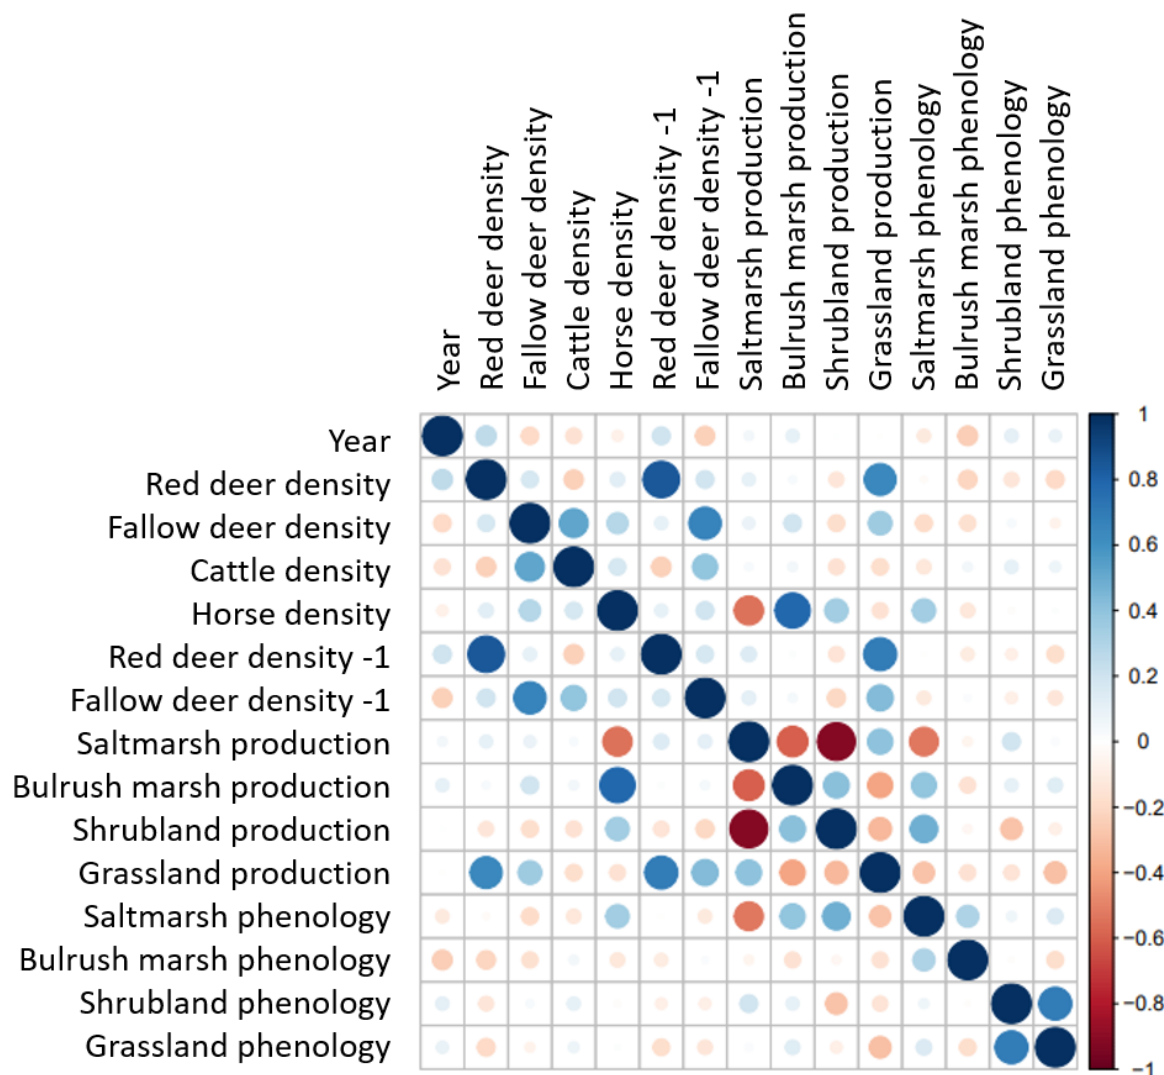 Year
Red deer density
Fallow deer density
Cattle density
Horse density
Red deer density -1
Fallow deer density -1
Saltmarsh production
Bulrush marsh production
Shrubland production
Grassland production
Saltmarsh phenology
Bulrush marsh phenology
Shrubland phenology
Grassland phenology
Year
Red deer density
Fallow deer density
Cattle density
Horse density
Red deer density -1
Fallow deer density -1
Saltmarsh production
Bulrush marsh production
Shrubland production
Grassland production
Saltmarsh phenology
Bulrush marsh phenology
Shrubland phenology
Grassland phenology
1
0.8
0.6
0.4
0.2
0
−0.2
−0.4
−0.6
−0.8
−1